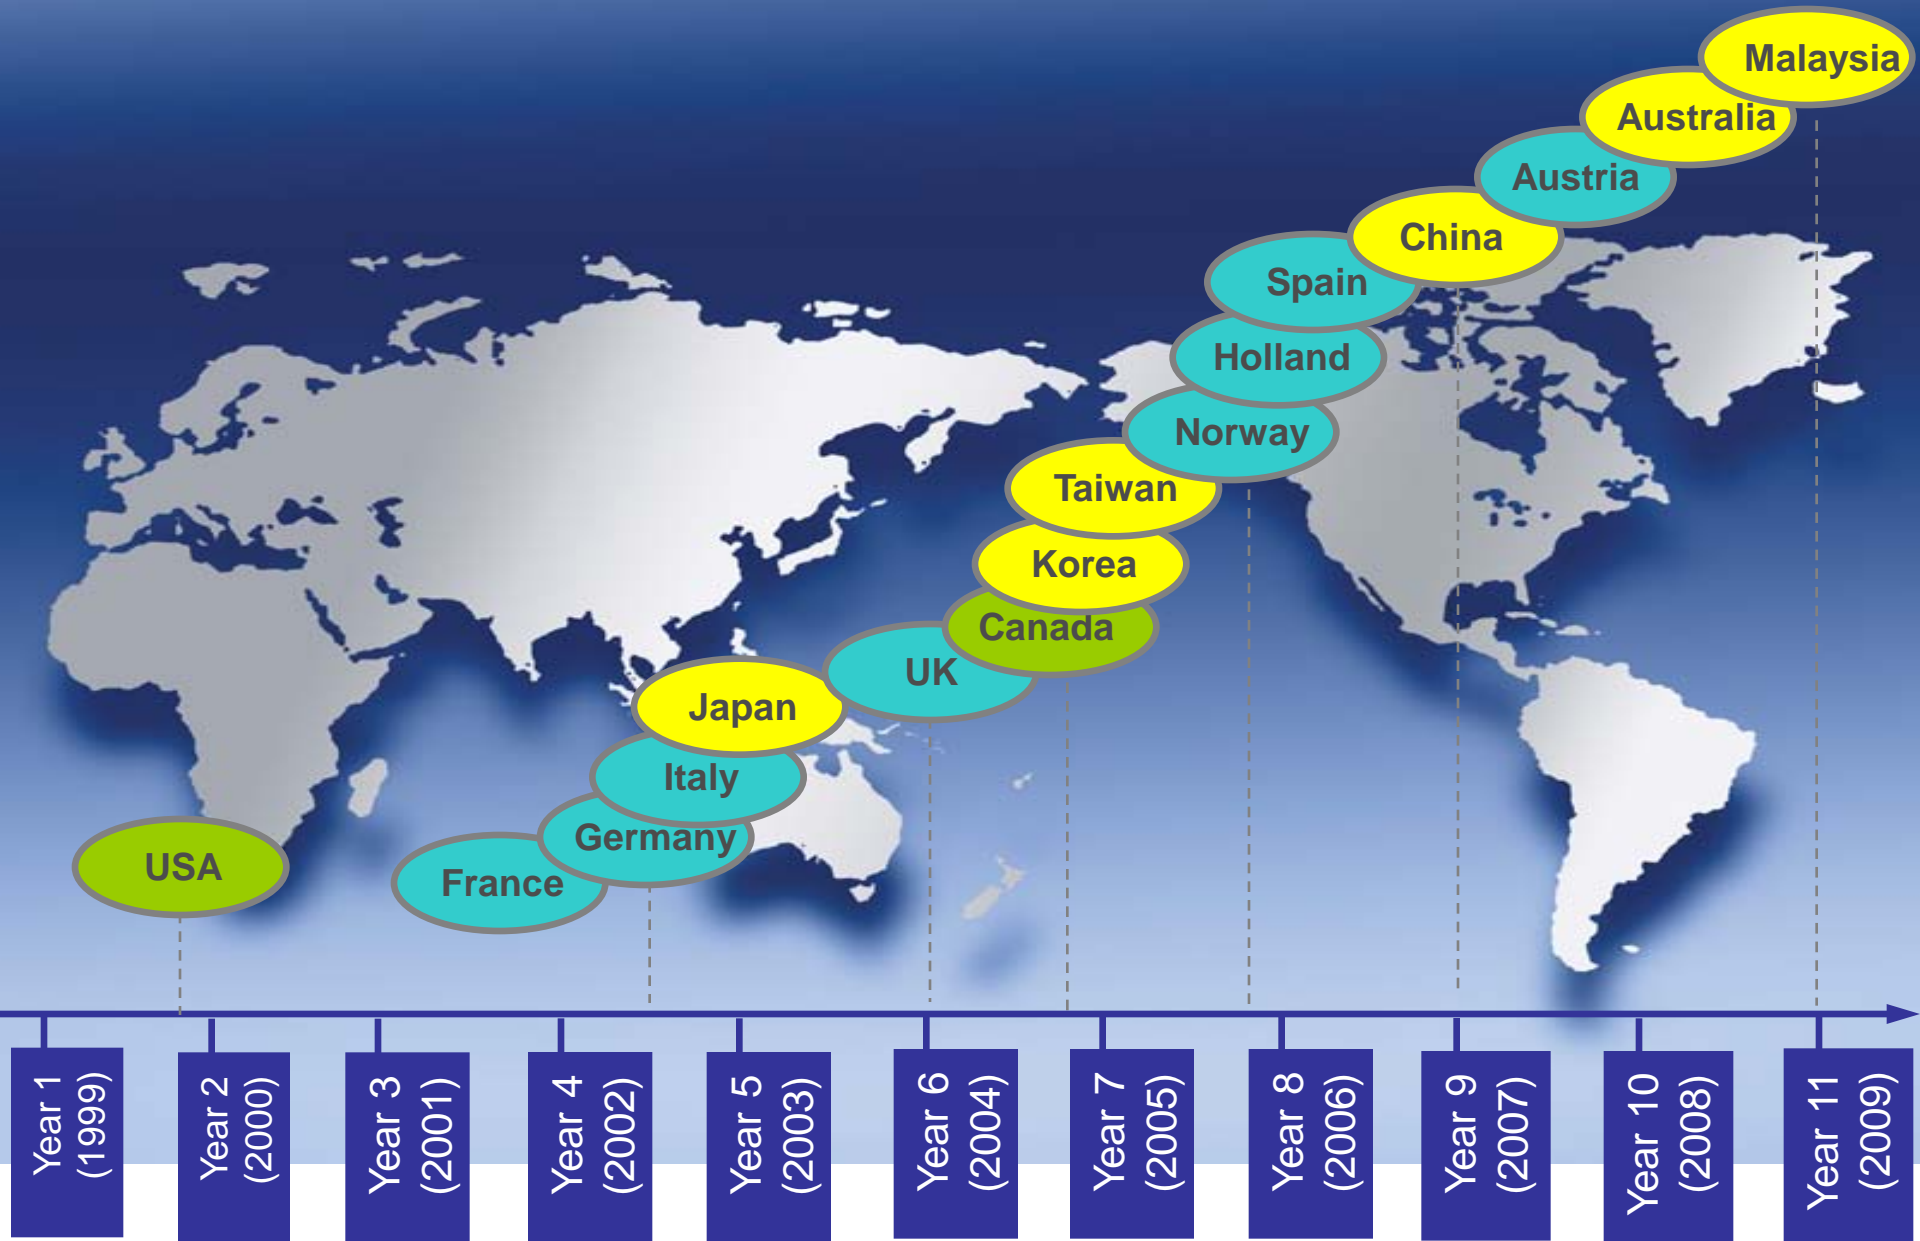 Malaysia
Australia
Austria
China
Spain
Holland
Norway
Taiwan
Korea
Canada
UK
Japan
Italy
Germany
France
USA
Year 1
(1999)
Year 2
(2000)
Year 3
(2001)
Year 4
(2002)
Year 5
(2003)
Year 6
(2004)
Year 7
(2005)
Year 8
(2006)
Year 9
(2007)
Year 10
(2008)
Year 11
(2009)